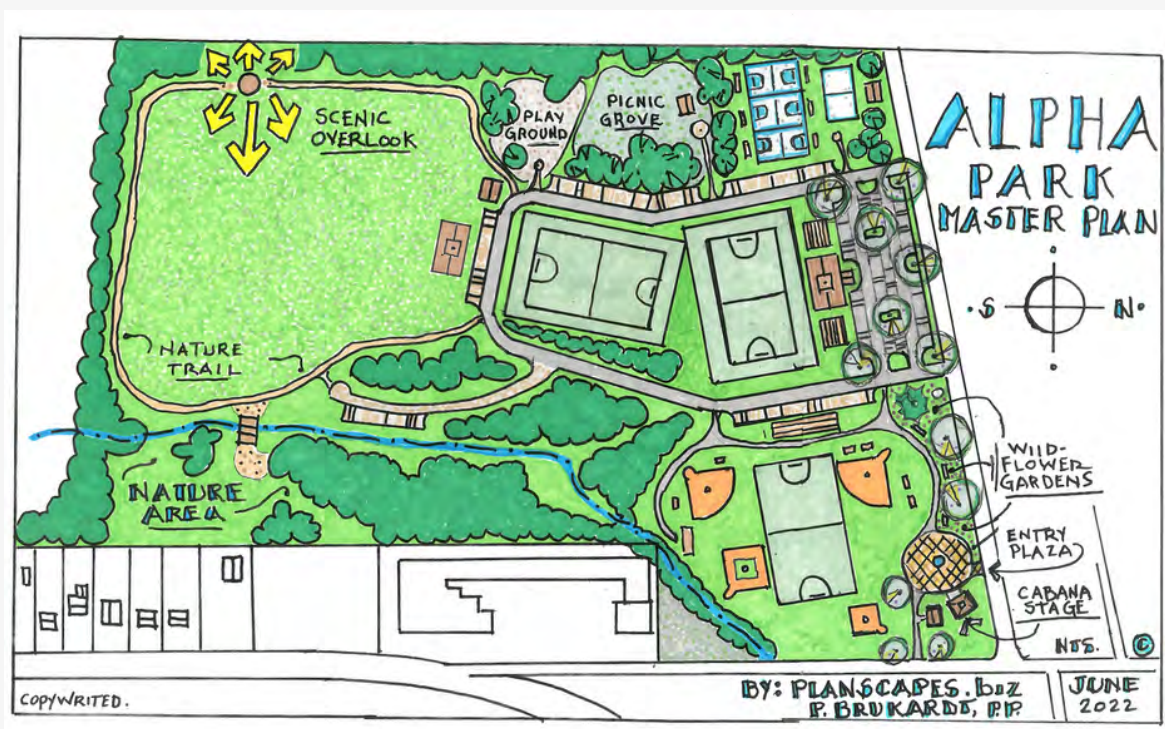 ALPHA
PARK
MASTER PLAN
SCENIC
OVERLOOK
PLAY
GROUND
PICNIC
GROVE
•S
N•
NATURE
TRAIL
NATURE
AREA
WILD-
FLOWER
GARDENS
ENTRY
PLAZA
CABANA
STAGE
NTS.
©
COPYWRITED.
BY: PLANSCAPES.biz
P. BRUKARDT, P.P.
JUNE
2022